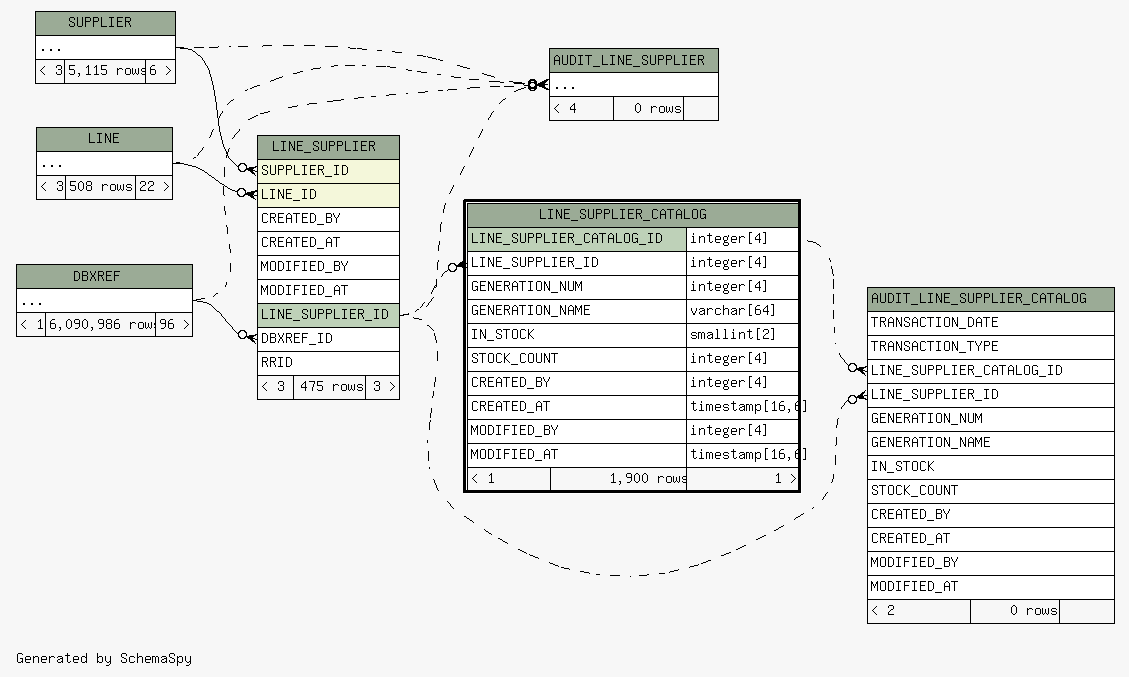 SUPPLIER
...
< 3 5,115 rows 6 >
LINE
...
< 3 508 rows 22 >
DBXREF
...
< 1 6,090,986 row 96 >
LINE_SUPPLIER
SUPPLIER_ID
LINE_ID
CREATED_BY
CREATED_AT
MODIFIED_BY
MODIFIED_AT
LINE_SUPPLIER_ID
DBXREF_ID
RRID
< 3 475 rows 3 >
AUDIT_LINE_SUPPLIER
...
< 4 0 rows
LINE_SUPPLIER_CATALOG
LINE_SUPPLIER_CATALOG_ID integer[4]
LINE_SUPPLIER_ID integer[4]
GENERATION_NUM integer[4]
GENERATION_NAME varchar[64]
IN_STOCK smallint[2]
STOCK_COUNT integer[4]
CREATED_BY integer[4]
CREATED_AT timestamp[16,6]
MODIFIED_BY integer[4]
MODIFIED_AT timestamp[16,6]
< 1 1,900 rows 1 >
AUDIT_LINE_SUPPLIER_CATALOG
TRANSACTION_DATE
TRANSACTION_TYPE
LINE_SUPPLIER_CATALOG_ID
LINE_SUPPLIER_ID
GENERATION_NUM
GENERATION_NAME
IN_STOCK
STOCK_COUNT
CREATED_BY
CREATED_AT
MODIFIED_BY
MODIFIED_AT
< 2 0 rows
Generated by SchemaSpy